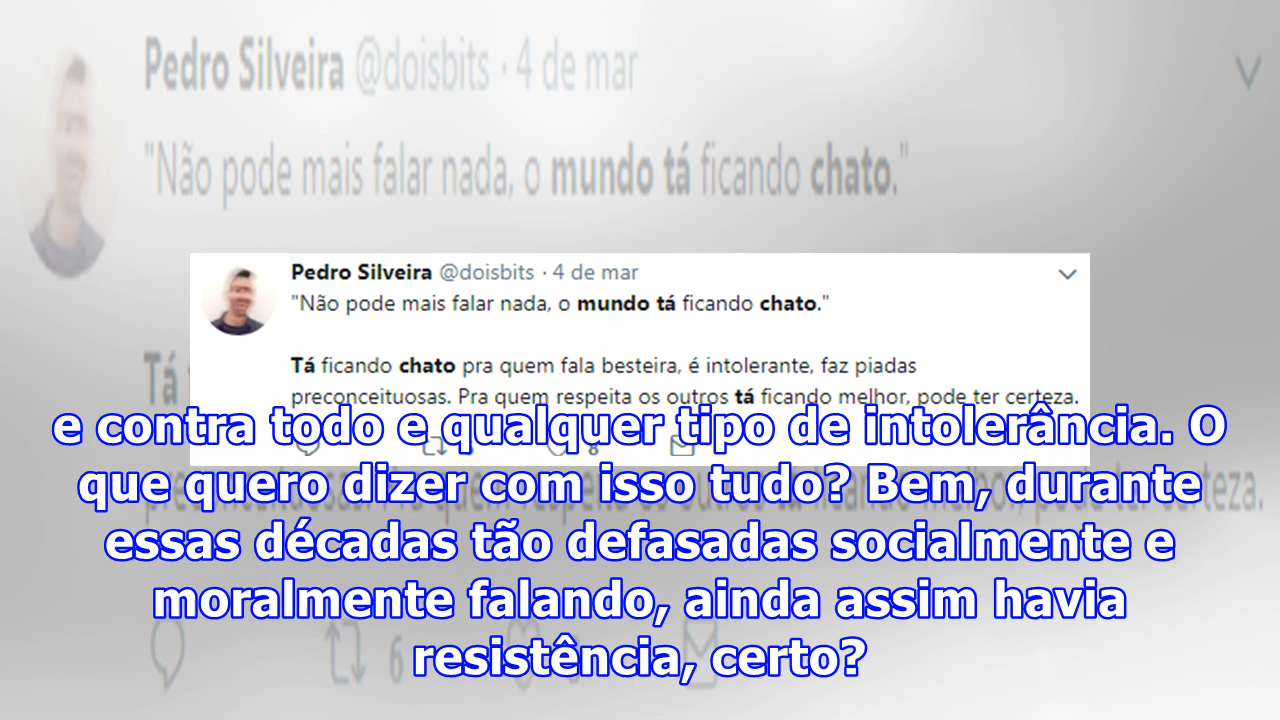 Pedro Silveira @doisbits · 4 de mar
"Não pode mais falar nada, o mundo tá ficando chato."
Pedro Silveira @doisbits · 4 de mar
"Não pode mais falar nada, o mundo tá ficando chato."
Tá ficando chato pra quem fala besteira, é intolerante, faz piadas
preconceituosas. Pra quem respeita os outros tá ficando melhor, pode ter certeza.
e contra todo e qualquer tipo de intolerância. O
que quero dizer com isso tudo? Bem, durante
essas décadas tão defasadas socialmente e
moralmente falando, ainda assim havia
resistência, certo?
6